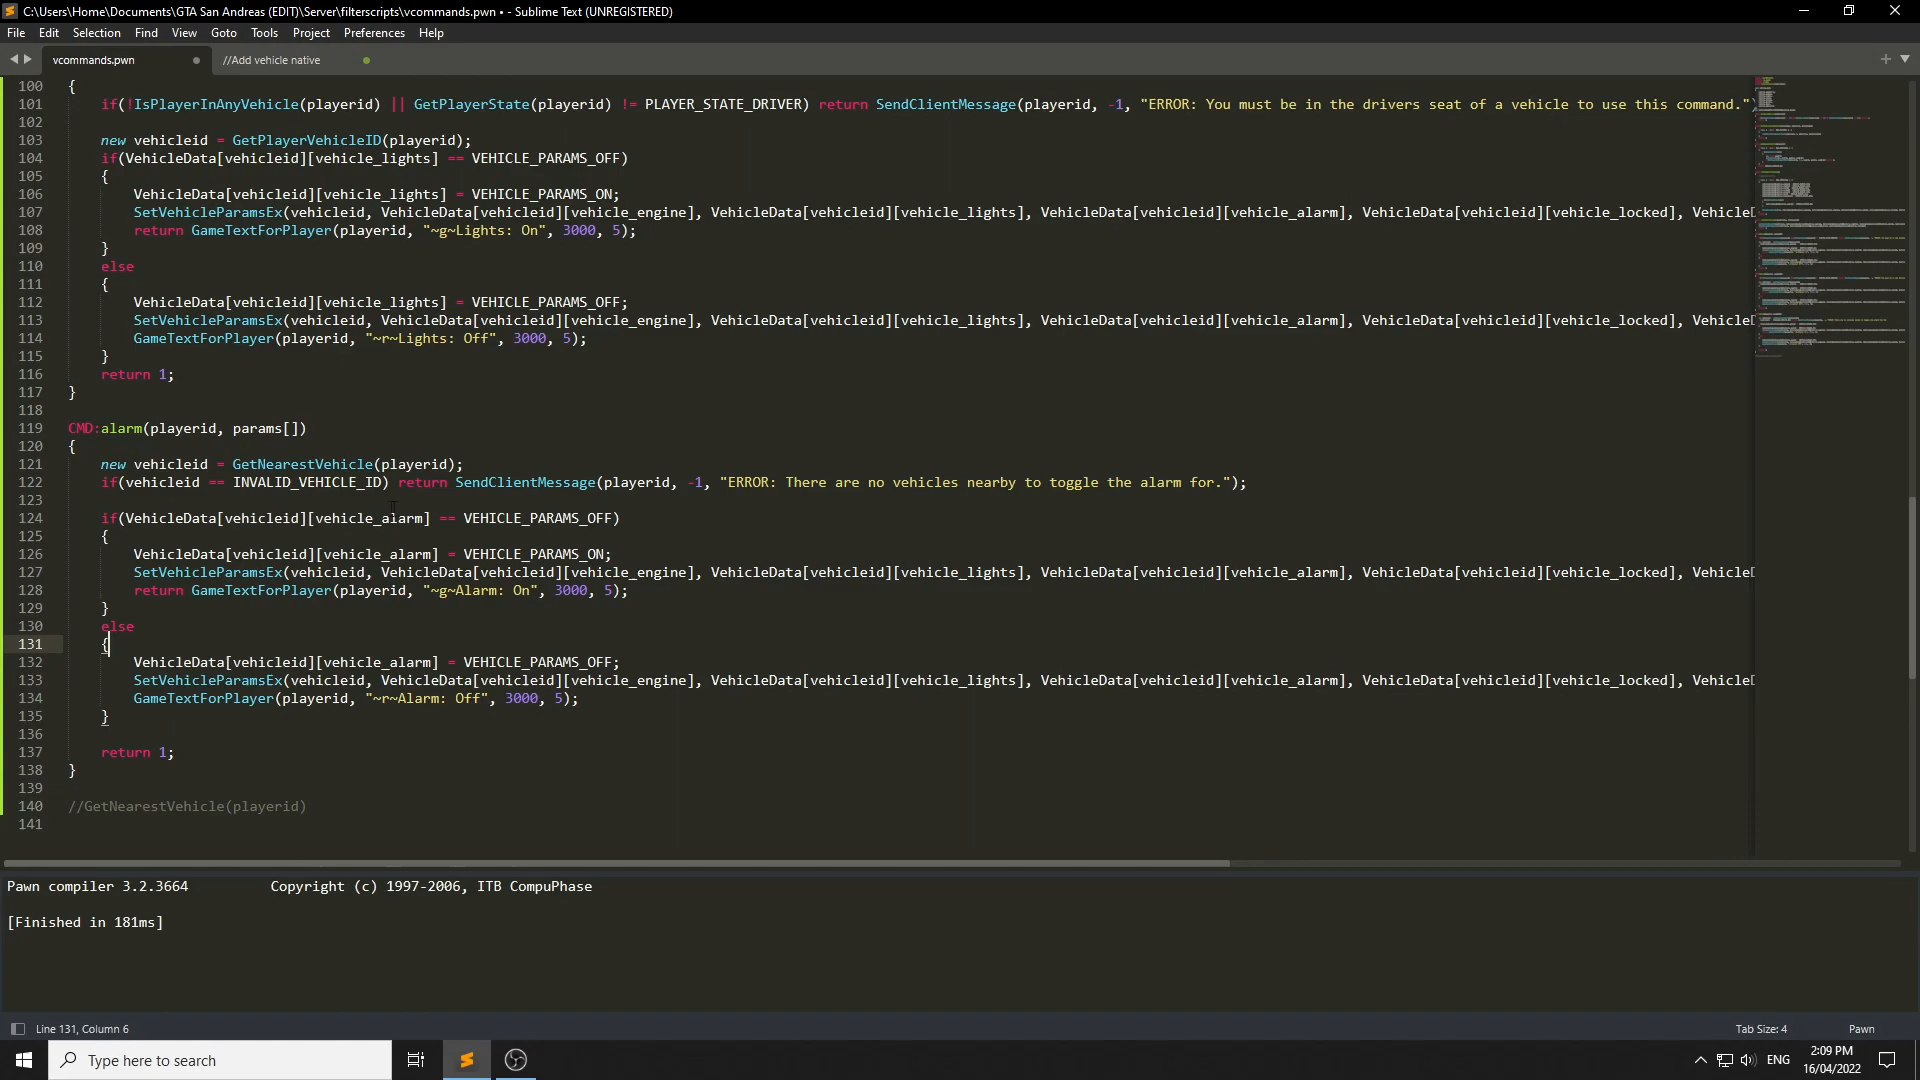 C:\Users\Home\Documents\GTA San Andreas (EDIT)\Server\filterscripts\vcommands.pwn • - Sublime Text (UNREGISTERED)
File Edit Selection Find View Goto Tools Project Preferences Help
vcommands.pwn //Add vehicle native
100 {
101 if(!IsPlayerInAnyVehicle(playerid) || GetPlayerState(playerid) != PLAYER_STATE_DRIVER) return SendClientMessage(playerid, -1, "ERROR: You must be in the drivers seat of a vehicle to use this command."
102
103 new vehicleid = GetPlayerVehicleID(playerid);
104 if(VehicleData[vehicleid][vehicle_lights] == VEHICLE_PARAMS_OFF)
105 {
106 VehicleData[vehicleid][vehicle_lights] = VEHICLE_PARAMS_ON;
107 SetVehicleParamsEx(vehicleid, VehicleData[vehicleid][vehicle_engine], VehicleData[vehicleid][vehicle_lights], VehicleData[vehicleid][vehicle_alarm], VehicleData[vehicleid][vehicle_locked], Vehicle
108 return GameTextForPlayer(playerid, "~g~Lights: On", 3000, 5);
109 }
110 else
111 {
112 VehicleData[vehicleid][vehicle_lights] = VEHICLE_PARAMS_OFF;
113 SetVehicleParamsEx(vehicleid, VehicleData[vehicleid][vehicle_engine], VehicleData[vehicleid][vehicle_lights], VehicleData[vehicleid][vehicle_alarm], VehicleData[vehicleid][vehicle_locked], Vehicle
114 GameTextForPlayer(playerid, "~r~Lights: Off", 3000, 5);
115 }
116 return 1;
117 }
118
119 CMD:alarm(playerid, params[])
120 {
121 new vehicleid = GetNearestVehicle(playerid);
122 if(vehicleid == INVALID_VEHICLE_ID) return SendClientMessage(playerid, -1, "ERROR: There are no vehicles nearby to toggle the alarm for.");
123
124 if(VehicleData[vehicleid][vehicle_alarm] == VEHICLE_PARAMS_OFF)
125 {
126 VehicleData[vehicleid][vehicle_alarm] = VEHICLE_PARAMS_ON;
127 SetVehicleParamsEx(vehicleid, VehicleData[vehicleid][vehicle_engine], VehicleData[vehicleid][vehicle_lights], VehicleData[vehicleid][vehicle_alarm], VehicleData[vehicleid][vehicle_locked], VehicleD
128 return GameTextForPlayer(playerid, "~g~Alarm: On", 3000, 5);
129 }
130 else
131 {
132 VehicleData[vehicleid][vehicle_alarm] = VEHICLE_PARAMS_OFF;
133 SetVehicleParamsEx(vehicleid, VehicleData[vehicleid][vehicle_engine], VehicleData[vehicleid][vehicle_lights], VehicleData[vehicleid][vehicle_alarm], VehicleData[vehicleid][vehicle_locked], VehicleD
134 GameTextForPlayer(playerid, "~r~Alarm: Off", 3000, 5);
135 }
136
137 return 1;
138 }
139
140 //GetNearestVehicle(playerid)
141
Pawn compiler 3.2.3664 Copyright (c) 1997-2006, ITB CompuPhase
[Finished in 181ms]
Line 131, Column 6 Tab Size: 4 Pawn
Type here to search ENG 2:09 PM
16/04/2022